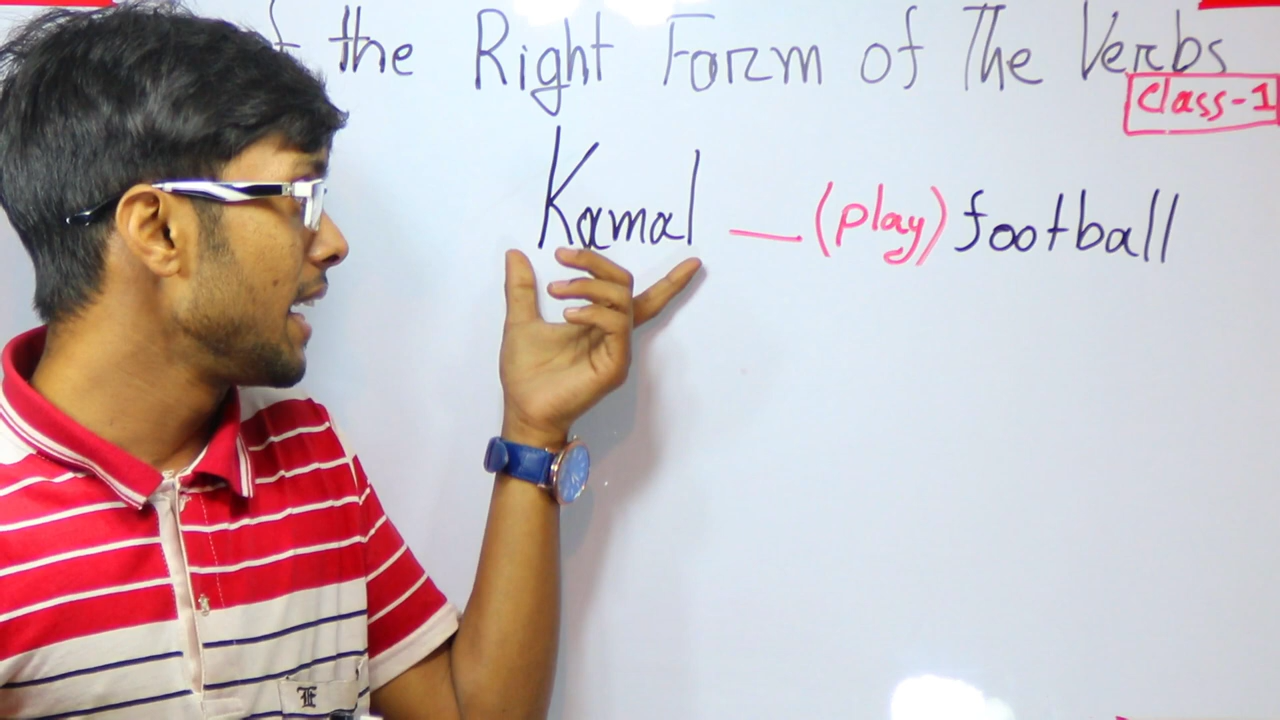 the Right Form of The Verbs
Class-1
Kamal _ (play) football